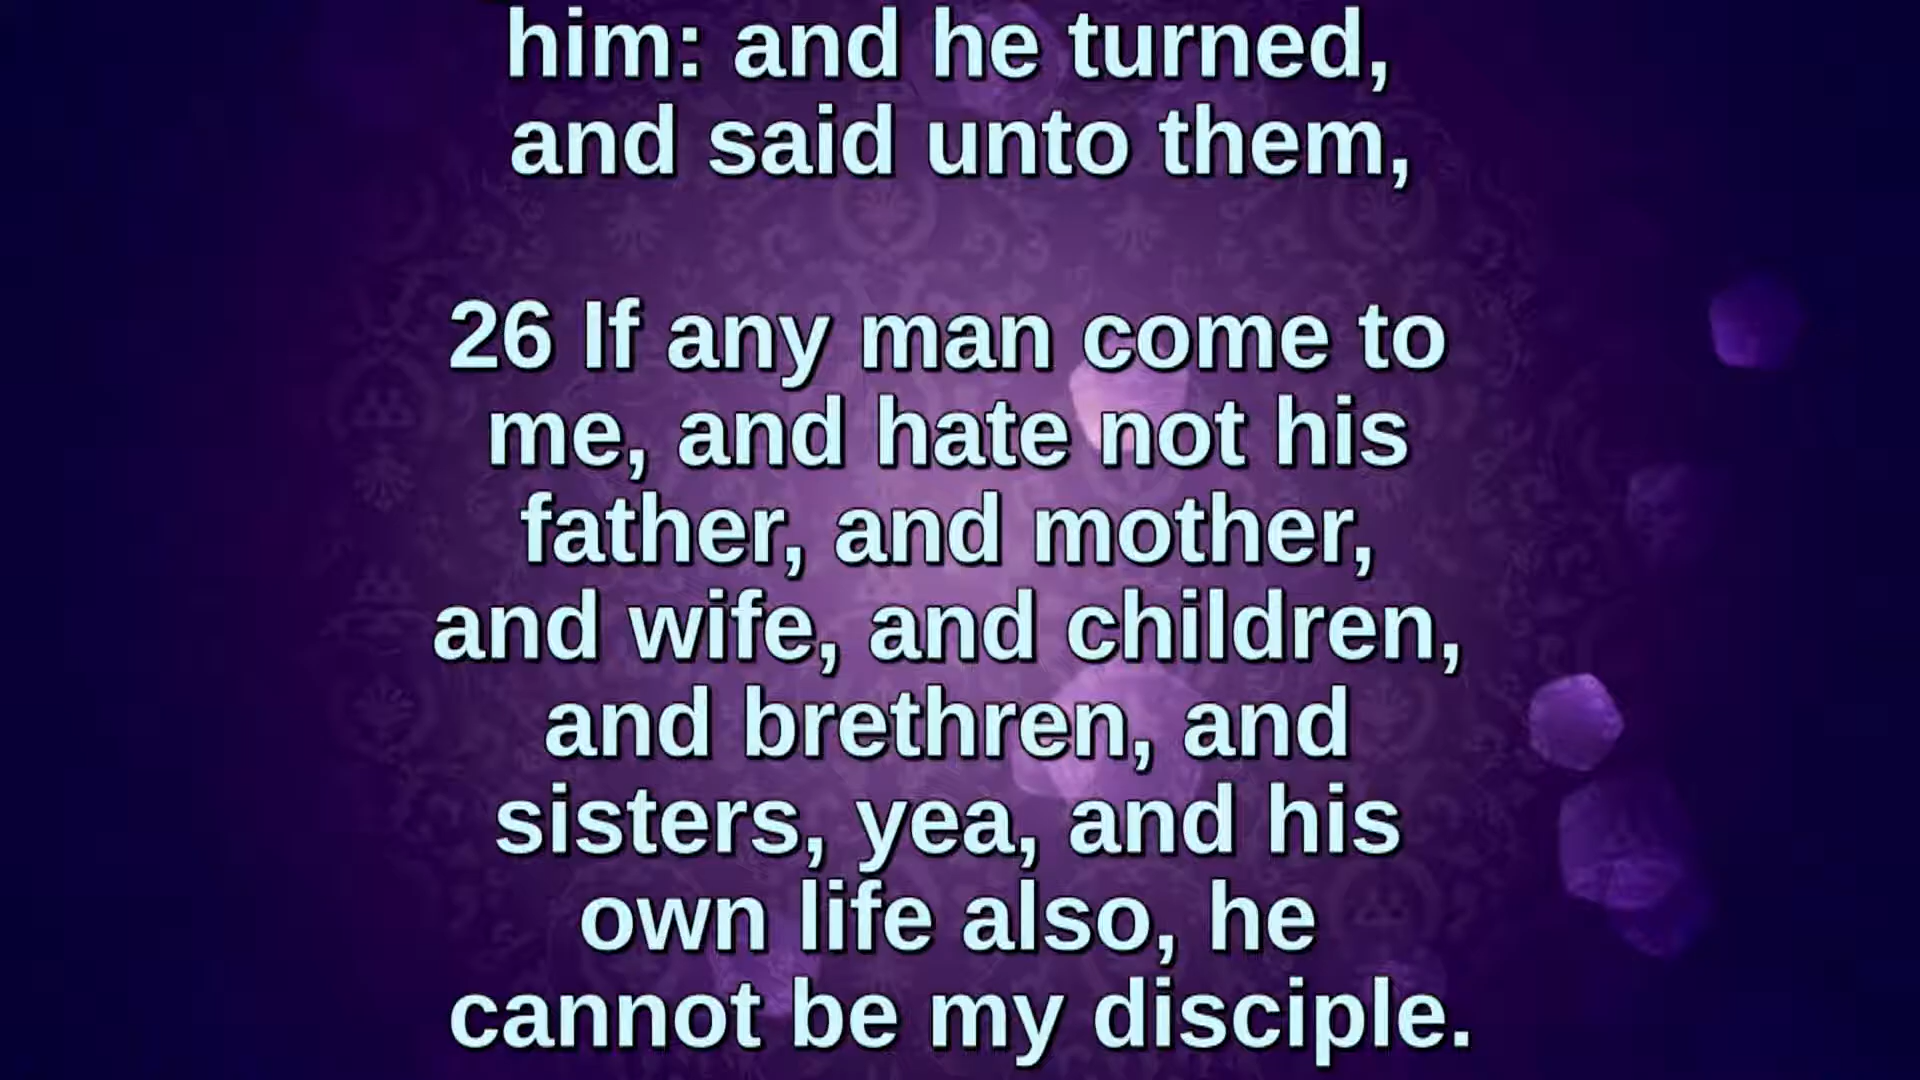 him: and he turned,
and said unto them,
26 If any man come to
me, and hate not his
father, and mother,
and wife, and children,
and brethren, and
sisters, yea, and his
own life also, he
cannot be my disciple.